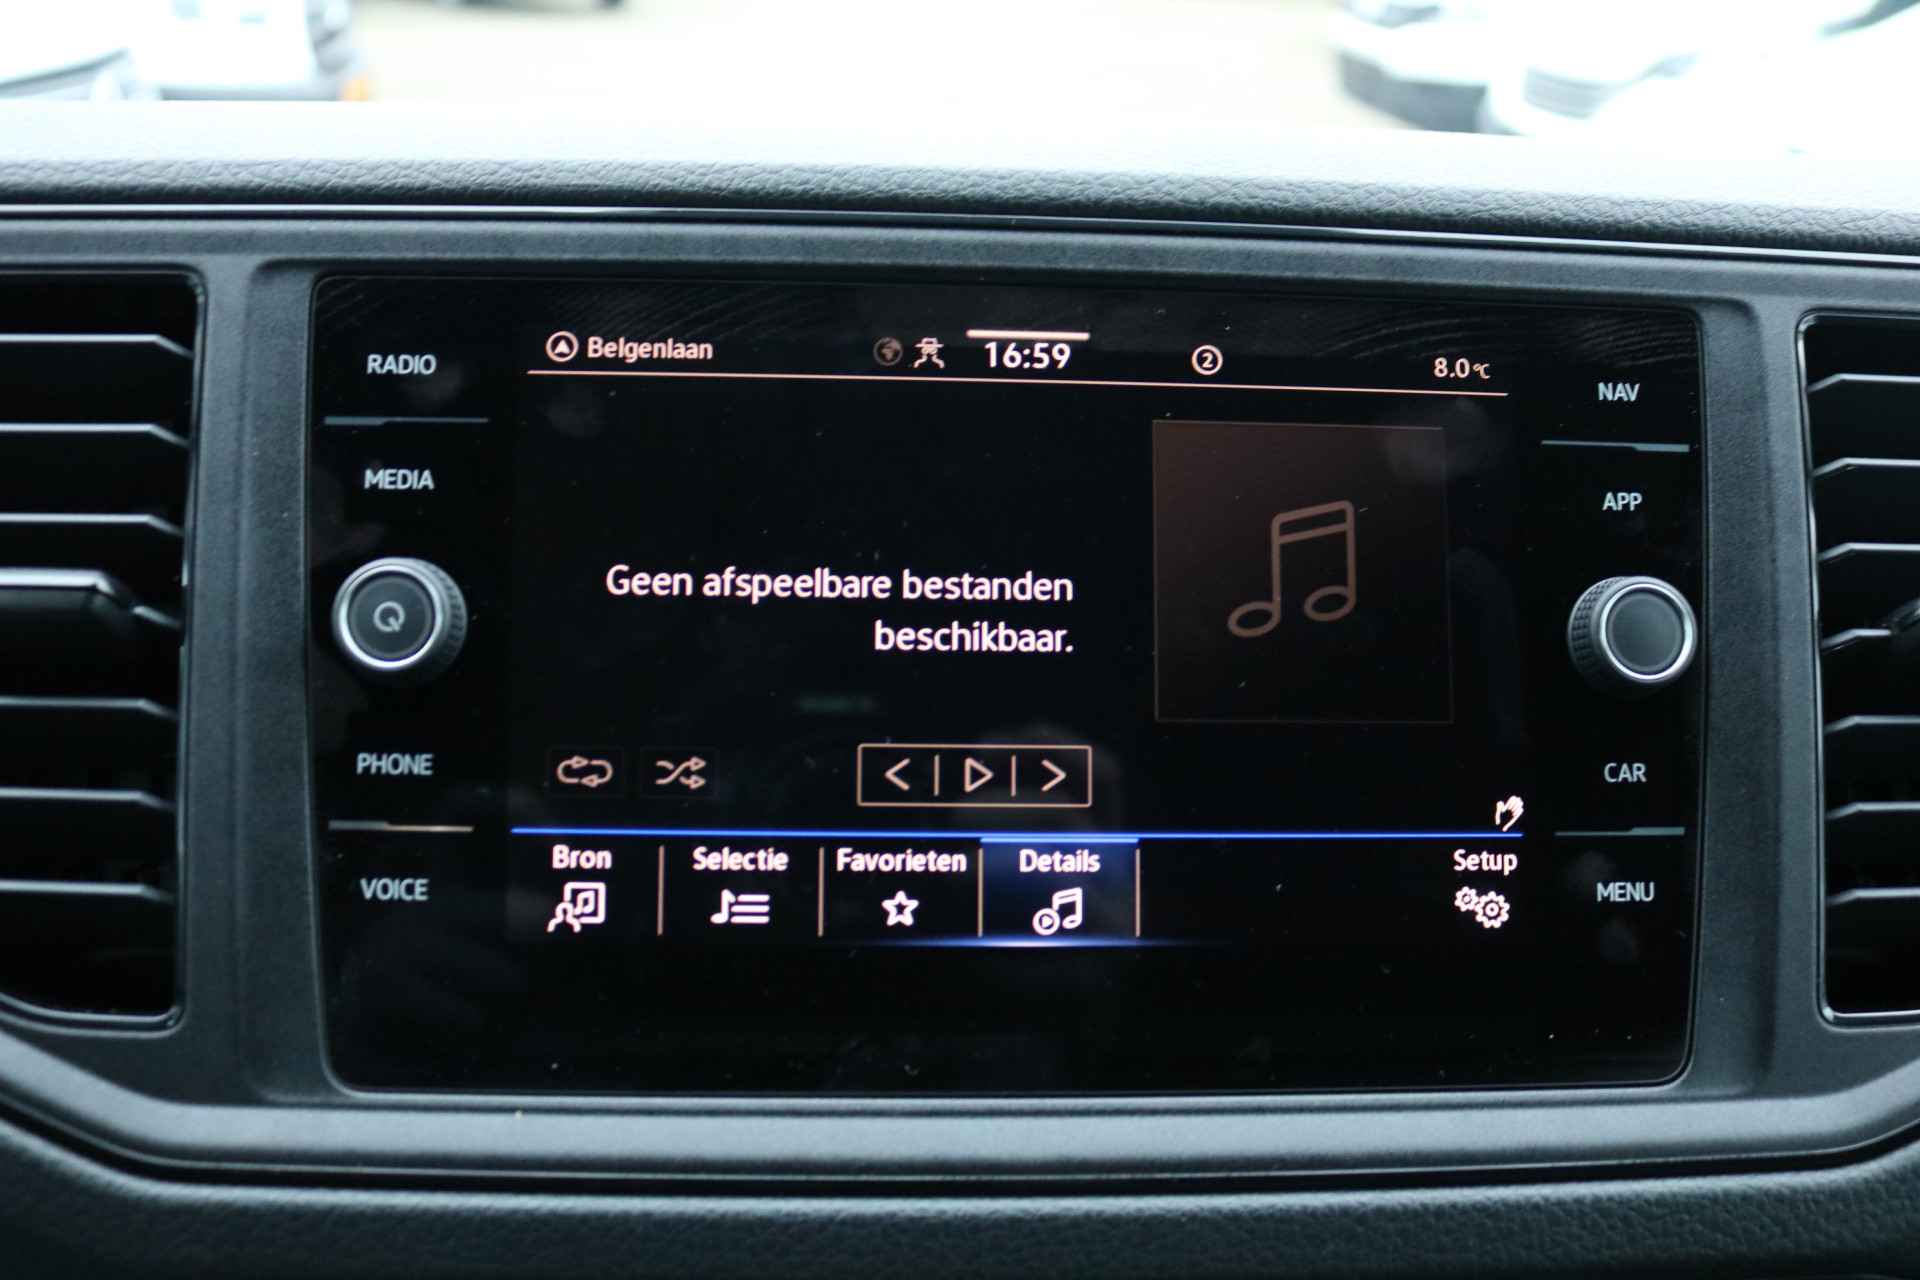 RADIO
MEDIA
PHONE
VOICE
Belgenlaan
16:59
2
8.0°C
Geen afspeelbare bestanden
beschikbaar.
Bron
Selectie
Favorieten
Details
Setup
NAV
APP
CAR
MENU